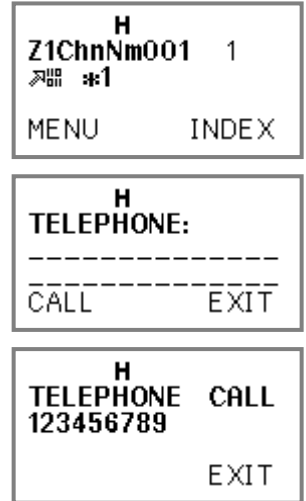 H
Z1ChnNm001 1
*1
MENU INDEX
H
TELEPHONE:
_ _ _ _ _ _ _ _ _ _ _ _ _ _
_ _ _ _ _ _ _ _ _ _ _ _ _ _
CALL EXIT
H
TELEPHONE CALL
123456789
EXIT